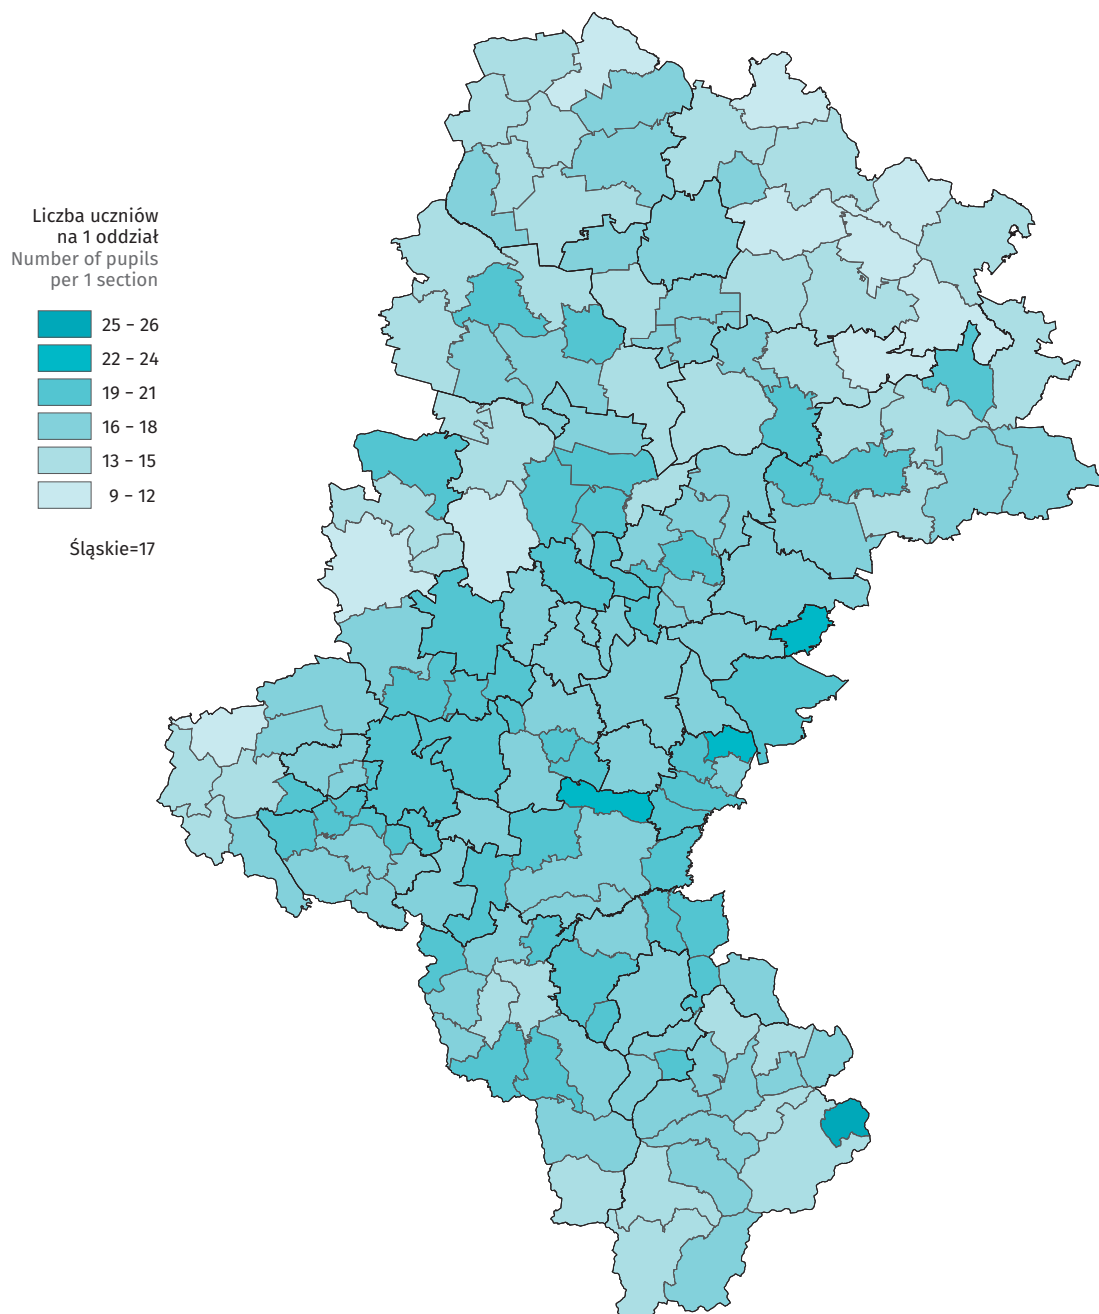 Liczba uczniów
na 1 oddział
Number of pupils
per 1 section
25 – 26
22 – 24
19 – 21
16 – 18
13 – 15
9 – 12
Śląskie=17